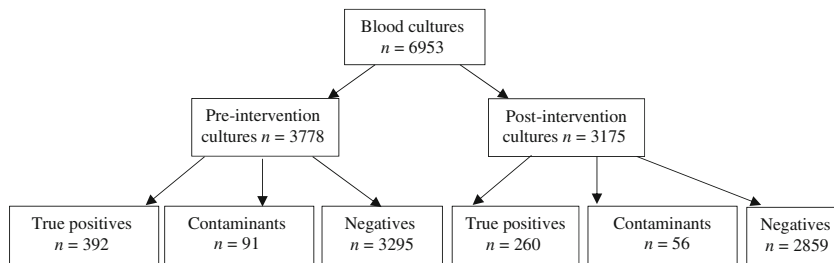 Blood cultures
n = 6953
Pre-intervention
cultures n = 3778
Post-intervention
cultures n = 3175
True positives
n = 392
Contaminants
n = 91
Negatives
n = 3295
True positives
n = 260
Contaminants
n = 56
Negatives
n = 2859